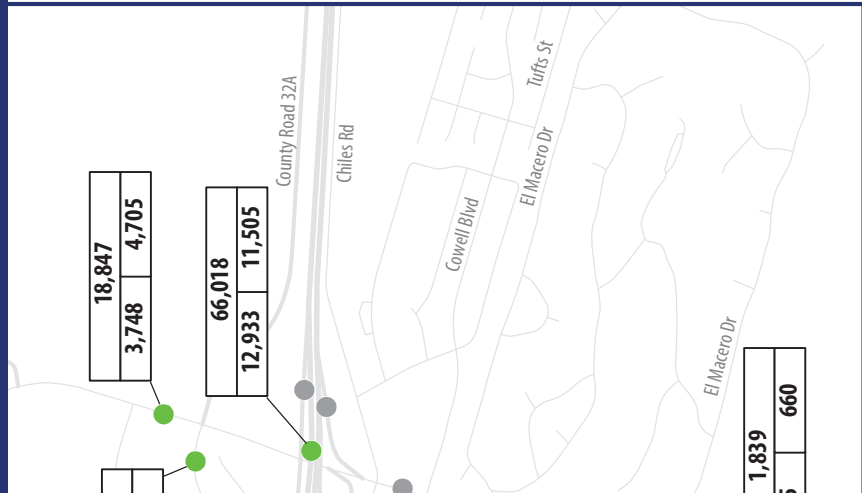 Tufts St
County Road 32A
Chiles Rd
El Macero Dr
Cowell Blvd
18,847
3,748 4,705
66,018
12,933 11,505
El Macero Dr
1,839
660